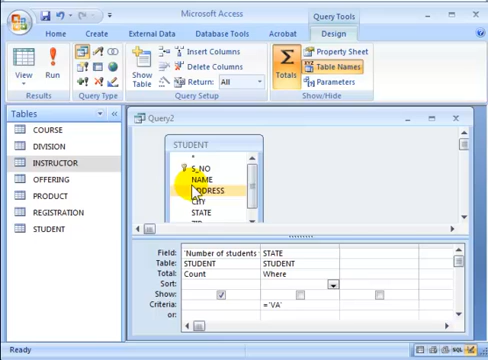 Microsoft Access
Query Tools
Home
Create
External Data
Database Tools
Acrobat
Design
View
Run
Show Table
Insert Columns
Delete Columns
Return: All
Σ
Totals
Property Sheet
Table Names
Parameters
Results
Query Type
Query Setup
Show/Hide
Tables
COURSE
DIVISION
INSTRUCTOR
OFFERING
PRODUCT
REGISTRATION
STUDENT
Query2
STUDENT
*
S_NO
NAME
ADDRESS
CITY
STATE
Field: 'Number of students STATE
Table: STUDENT STUDENT
Total: Count Where
Sort:
Show:
Criteria: ='VA'
or:
Ready
SQL